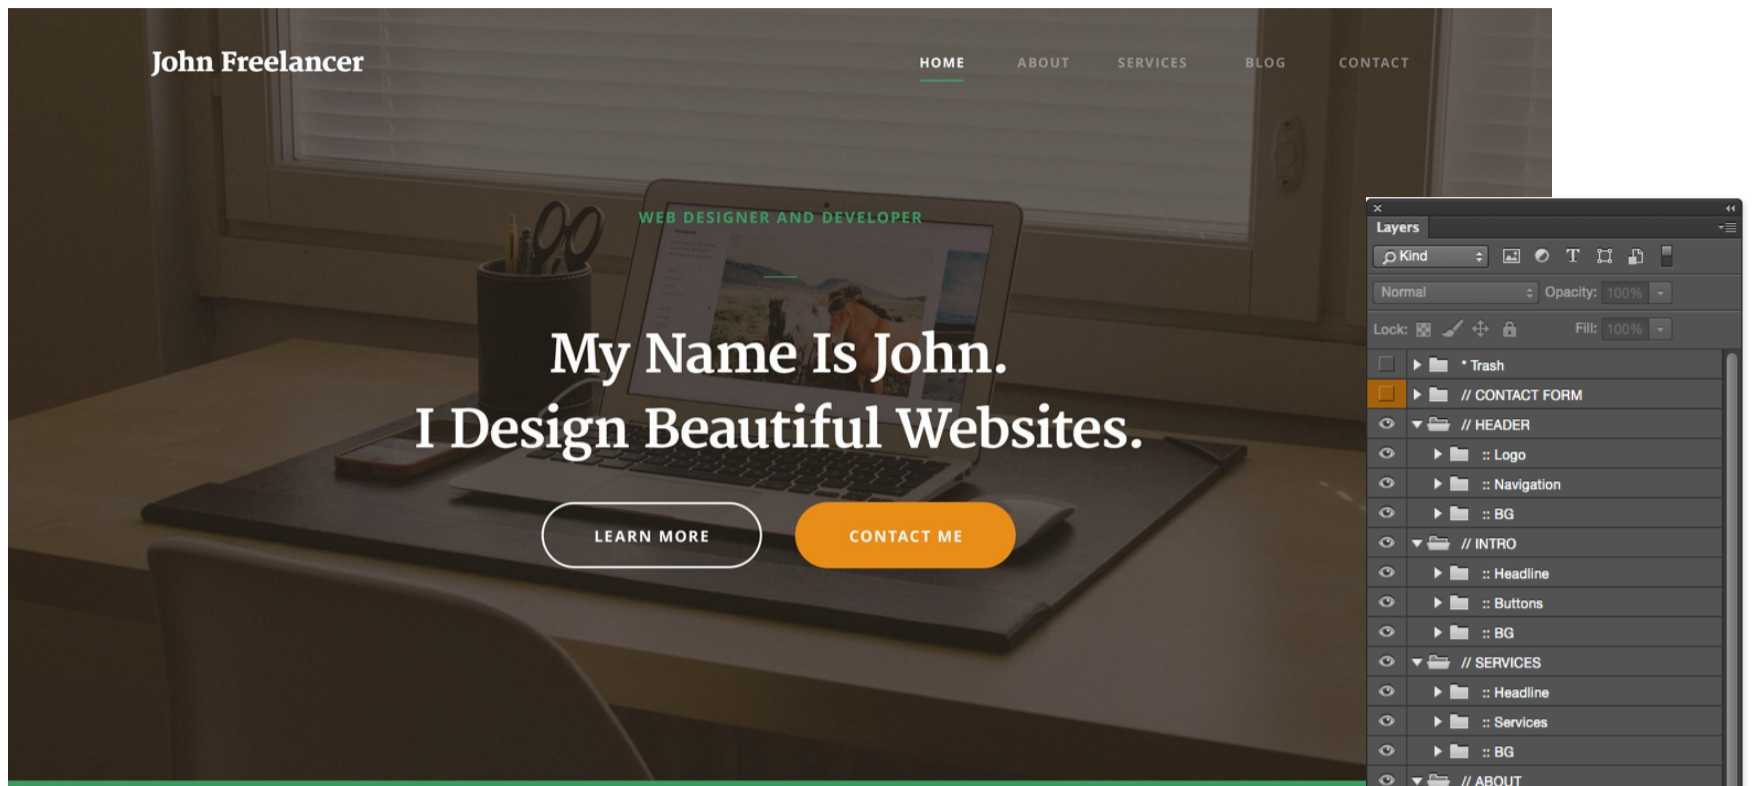 John Freelancer
HOME ABOUT SERVICES BLOG CONTACT
WEB DESIGNER AND DEVELOPER
My Name Is John.
I Design Beautiful Websites.
LEARN MORE CONTACT ME
Layers
Kind
Normal Opacity: 100%
Lock: Fill: 100%
* Trash
// CONTACT FORM
// HEADER
:: Logo
:: Navigation
:: BG
// INTRO
:: Headline
:: Buttons
:: BG
// SERVICES
:: Headline
:: Services
:: BG
// ABOUT